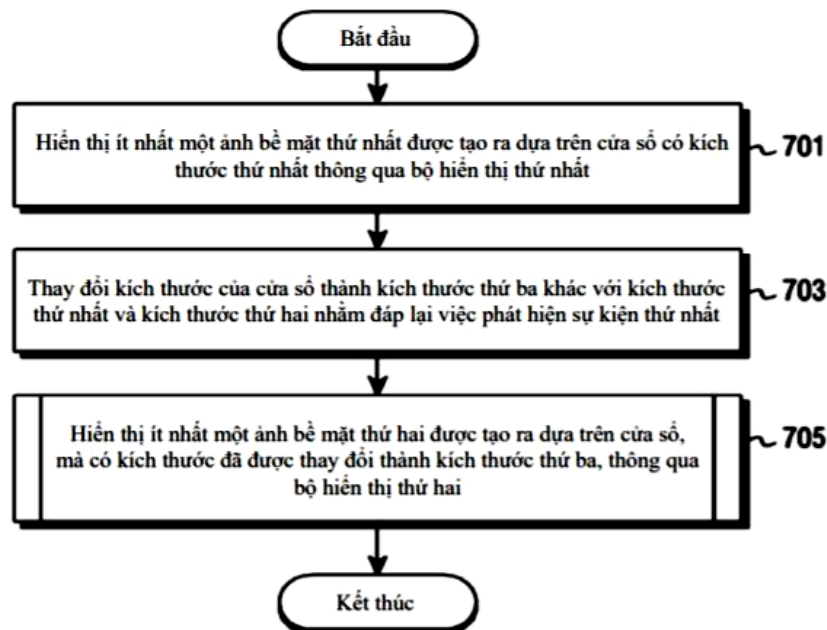 Bắt đầu
Hiển thị ít nhất một ảnh bề mặt thứ nhất được tạo ra dựa trên cửa sổ có kích
thước thứ nhất thông qua bộ hiển thị thứ nhất
701
Thay đổi kích thước của cửa sổ thành kích thước thứ ba khác với kích thước
thứ nhất và kích thước thứ hai nhằm đáp lại việc phát hiện sự kiện thứ nhất
703
Hiển thị ít nhất một ảnh bề mặt thứ hai được tạo ra dựa trên cửa sổ,
mà có kích thước đã được thay đổi thành kích thước thứ ba, thông qua
bộ hiển thị thứ hai
705
Kết thúc